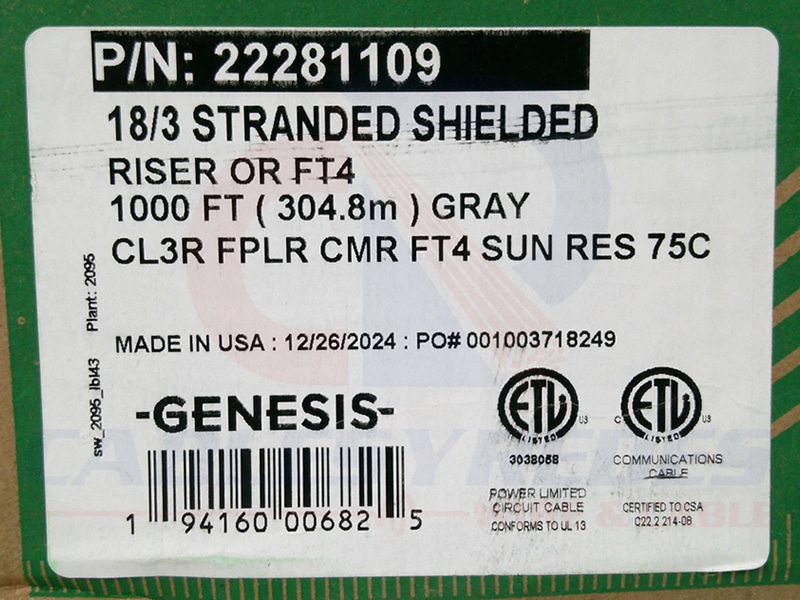 P/N: 22281109
18/3 STRANDED SHIELDED
RISER OR FT4
1000 FT ( 304.8m ) GRAY
CL3R FPLR CMR FT4 SUN RES 75C
Plant: 2095
sw_2095_lbl43
MADE IN USA : 12/26/2024 : PO# 001003718249
-GENESIS-
1 94160 00682 5
ETL US
LISTED
3038058
POWER LIMITED
CIRCUIT CABLE
CONFORMS TO UL 13
C ETL US
LISTED
COMMUNICATIONS
CABLE
CERTIFIED TO CSA
C22.2 214-08